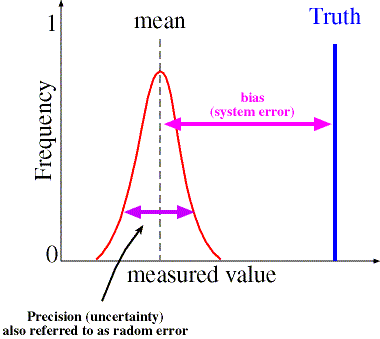 1
mean
Truth
bias
(system error)
Frequency
0
measured value
Precision (uncertainty)
also referred to as radom error